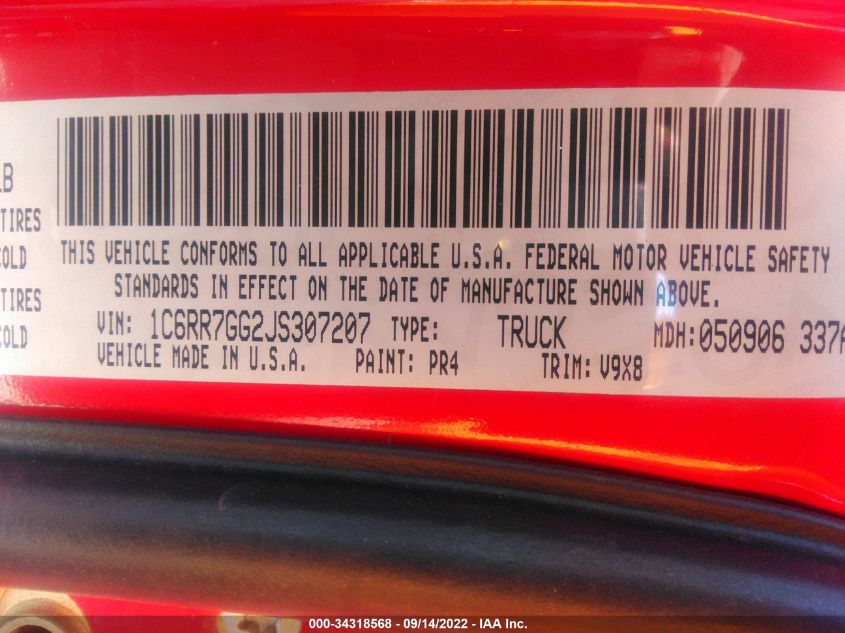 LB
TIRES
COLD
TIRES
COLD
THIS VEHICLE CONFORMS TO ALL APPLICABLE U.S.A. FEDERAL MOTOR VEHICLE SAFETY
STANDARDS IN EFFECT ON THE DATE OF MANUFACTURE SHOWN ABOVE.
VIN: 1C6RR7GG2JS307207 TYPE: TRUCK MDH:050906 337A
VEHICLE MADE IN U.S.A. PAINT: PR4 TRIM: V9X8
000-34318568 - 09/14/2022 - IAA Inc.